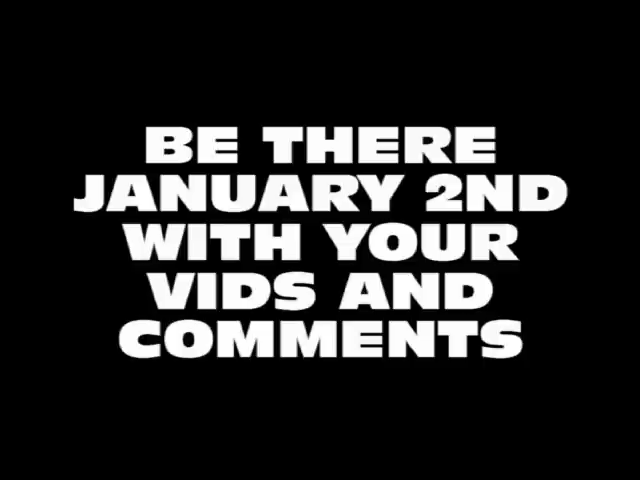 BE THERE
JANUARY 2ND
WITH YOUR
VIDS AND
COMMENTS